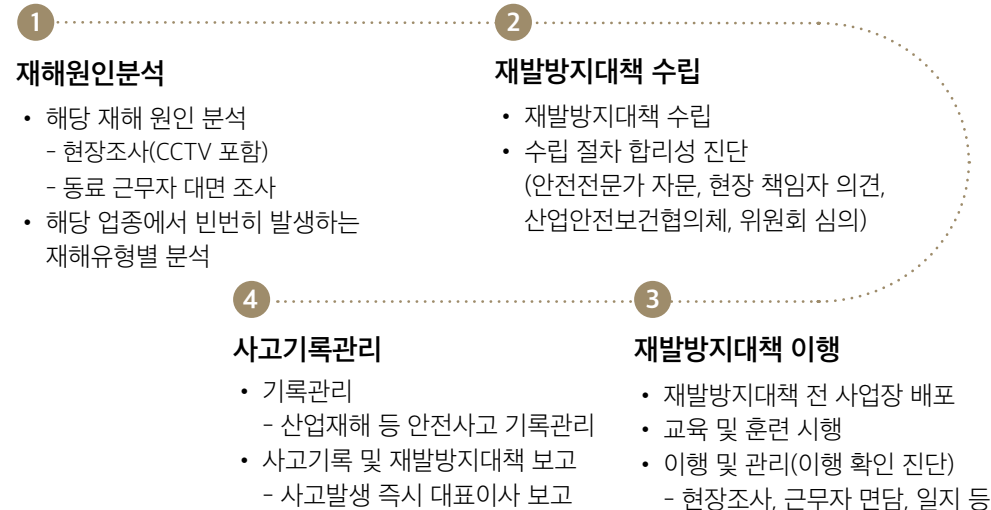 1
재해원인분석
• 해당 재해 원인 분석
- 현장조사(CCTV 포함)
- 동료 근무자 대면 조사
• 해당 업종에서 빈번히 발생하는
재해유형별 분석
2
재발방지대책 수립
• 재발방지대책 수립
• 수립 절차 합리성 진단
(안전전문가 자문, 현장 책임자 의견,
산업안전보건협의체, 위원회 심의)
3
재발방지대책 이행
• 재발방지대책 전 사업장 배포
• 교육 및 훈련 시행
• 이행 및 관리(이행 확인 진단)
- 현장조사, 근무자 면담, 일지 등
4
사고기록관리
• 기록관리
- 산업재해 등 안전사고 기록관리
• 사고기록 및 재발방지대책 보고
- 사고발생 즉시 대표이사 보고